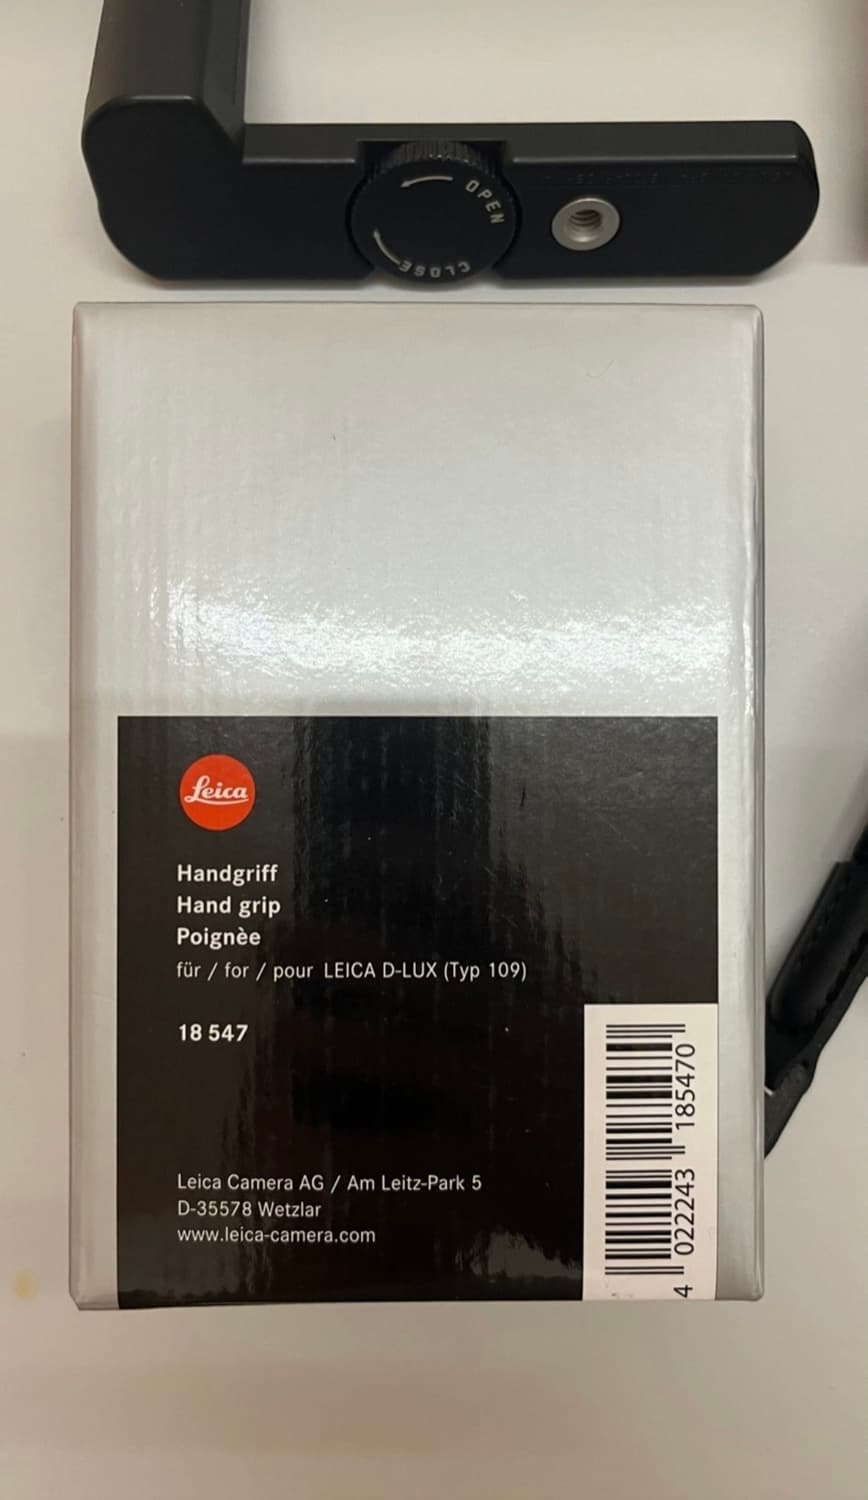 OPEN
CLOSE
Leica
Handgriff
Hand grip
Poignèe
für / for / pour LEICA D-LUX (Typ 109)
18 547
Leica Camera AG / Am Leitz-Park 5
D-35578 Wetzlar
www.leica-camera.com
4 022243 185470